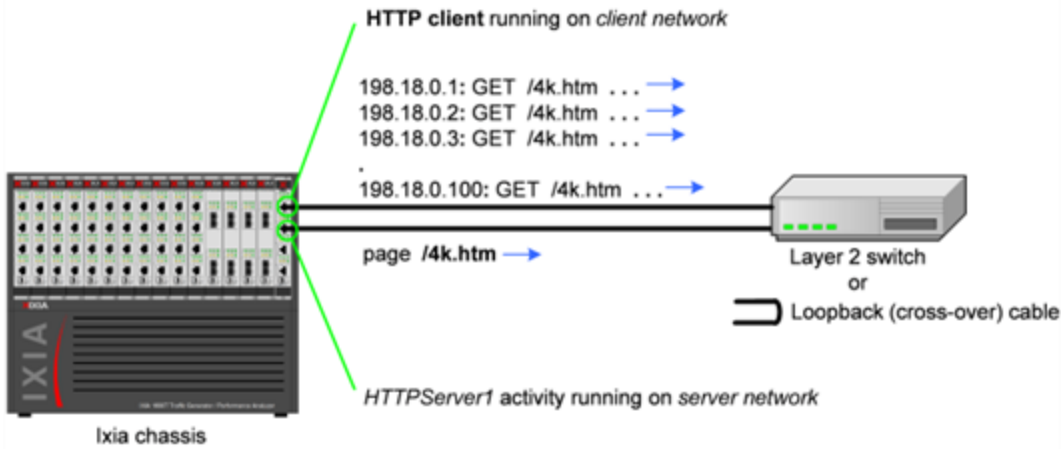 HTTP client running on client network
198.18.0.1: GET /4k.htm . . .
198.18.0.2: GET /4k.htm . . .
198.18.0.3: GET /4k.htm . . .
.
198.18.0.100: GET /4k.htm . . .
page /4k.htm
Layer 2 switch
or
Loopback (cross-over) cable
IXIA
IXIA
HTTPServer1 activity running on server network
Ixia chassis